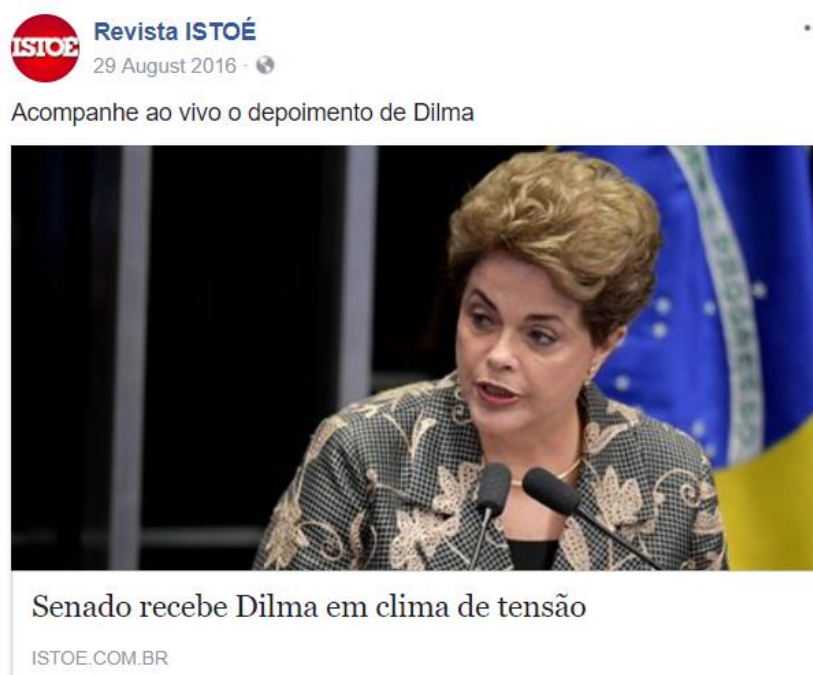 ISTOÉ
Revista ISTOÉ
29 August 2016 ·
Acompanhe ao vivo o depoimento de Dilma
PROGRESSO
Senado recebe Dilma em clima de tensão
ISTOE.COM.BR